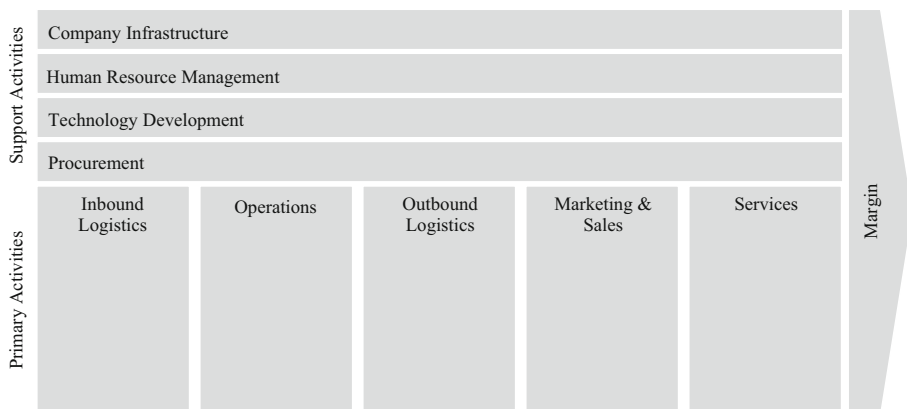 Support Activities
Company Infrastructure
Human Resource Management
Technology Development
Procurement
Primary Activities
Inbound
Logistics
Operations
Outbound
Logistics
Marketing &
Sales
Services
Margin